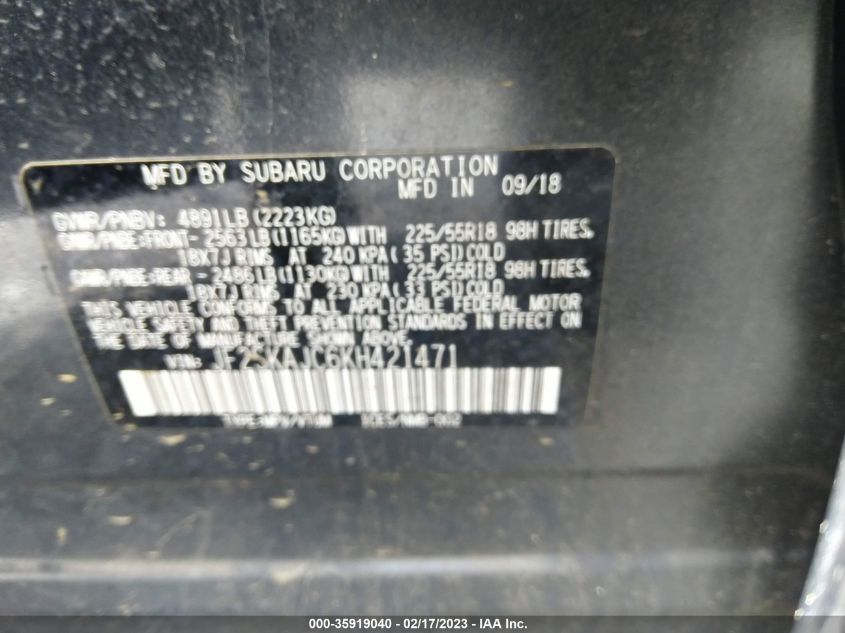 MFD BY SUBARU CORPORATION
MFD IN 09/18
GVWR/PNBV: 4891LB(2223KG)
GAWR/PNBE:FRONT- 2563LB(1165KG)WITH 225/55R18 98H TIRES,
18X7J RIMS AT 240 KPA(35 PSI)COLD
GAWR/PNBE:REAR - 2486LB(1130KG)WITH 225/55R18 98H TIRES,
18X7J RIMS AT 230 KPA(33 PSI)COLD
THIS VEHICLE CONFORMS TO ALL APPLICABLE FEDERAL MOTOR
VEHICLE SAFETY AND THEFT PREVENTION STANDARDS IN EFFECT ON
THE DATE OF MANUFACTURE SHOWN ABOVE.
VIN: JF2SKAJC6KH421471
TYPE:MPV/VTUM
000-35919040 - 02/17/2023 - IAA Inc.